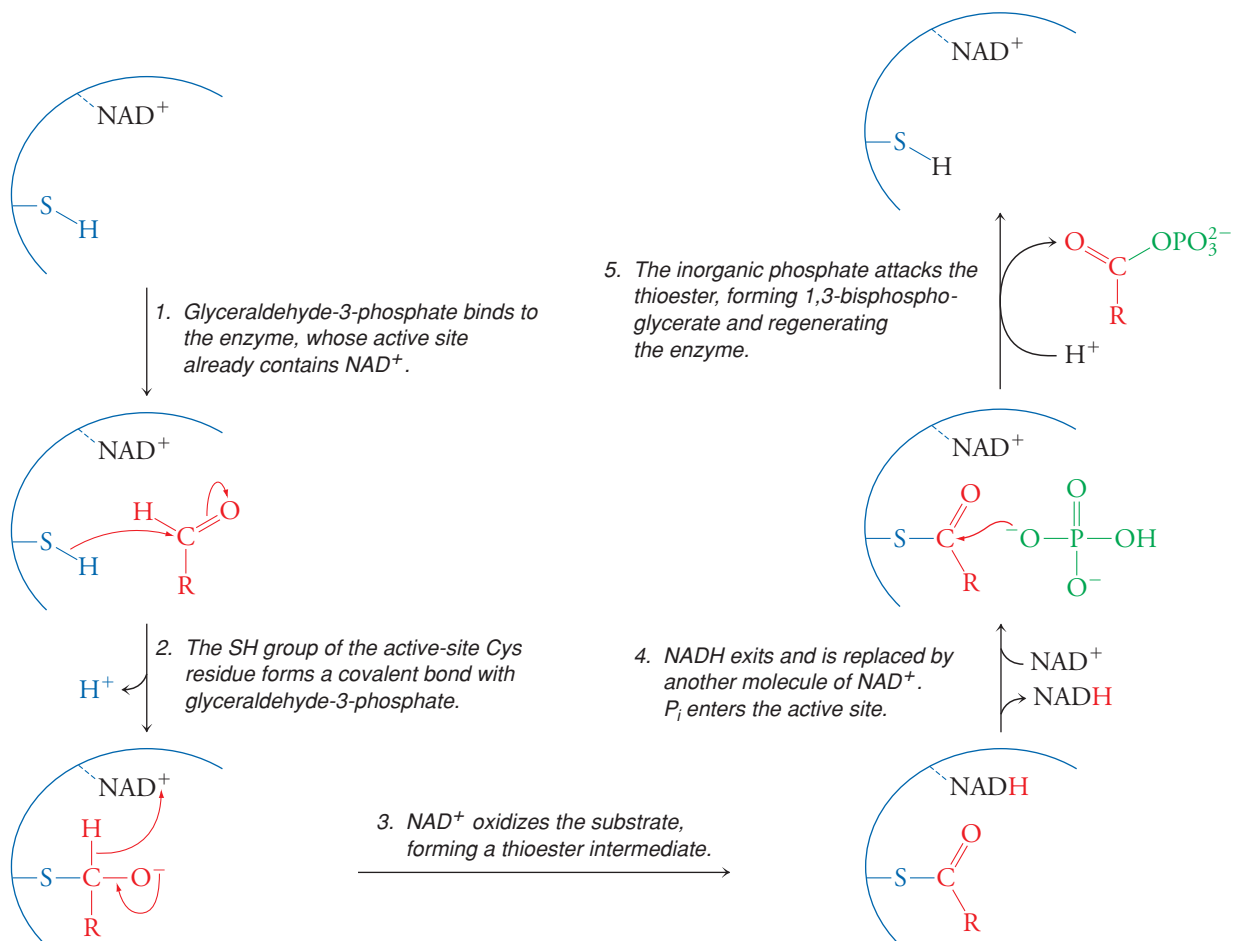 NAD+
S
H
1. Glyceraldehyde-3-phosphate binds to
the enzyme, whose active site
already contains NAD+.
NAD+
H
O
C
S
H
R
2. The SH group of the active-site Cys
residue forms a covalent bond with
glyceraldehyde-3-phosphate.
H+
NAD+
H
S
C
O−
R
3. NAD+ oxidizes the substrate,
forming a thioester intermediate.
NADH
O
S
C
R
4. NADH exits and is replaced by
another molecule of NAD+.
Pi enters the active site.
NAD+
NADH
NAD+
O
S
C
R
O
−O
P
OH
O−
5. The inorganic phosphate attacks the
thioester, forming 1,3-bisphospho-
glycerate and regenerating
the enzyme.
O
C
OPO3^2−
R
H+
NAD+
S
H